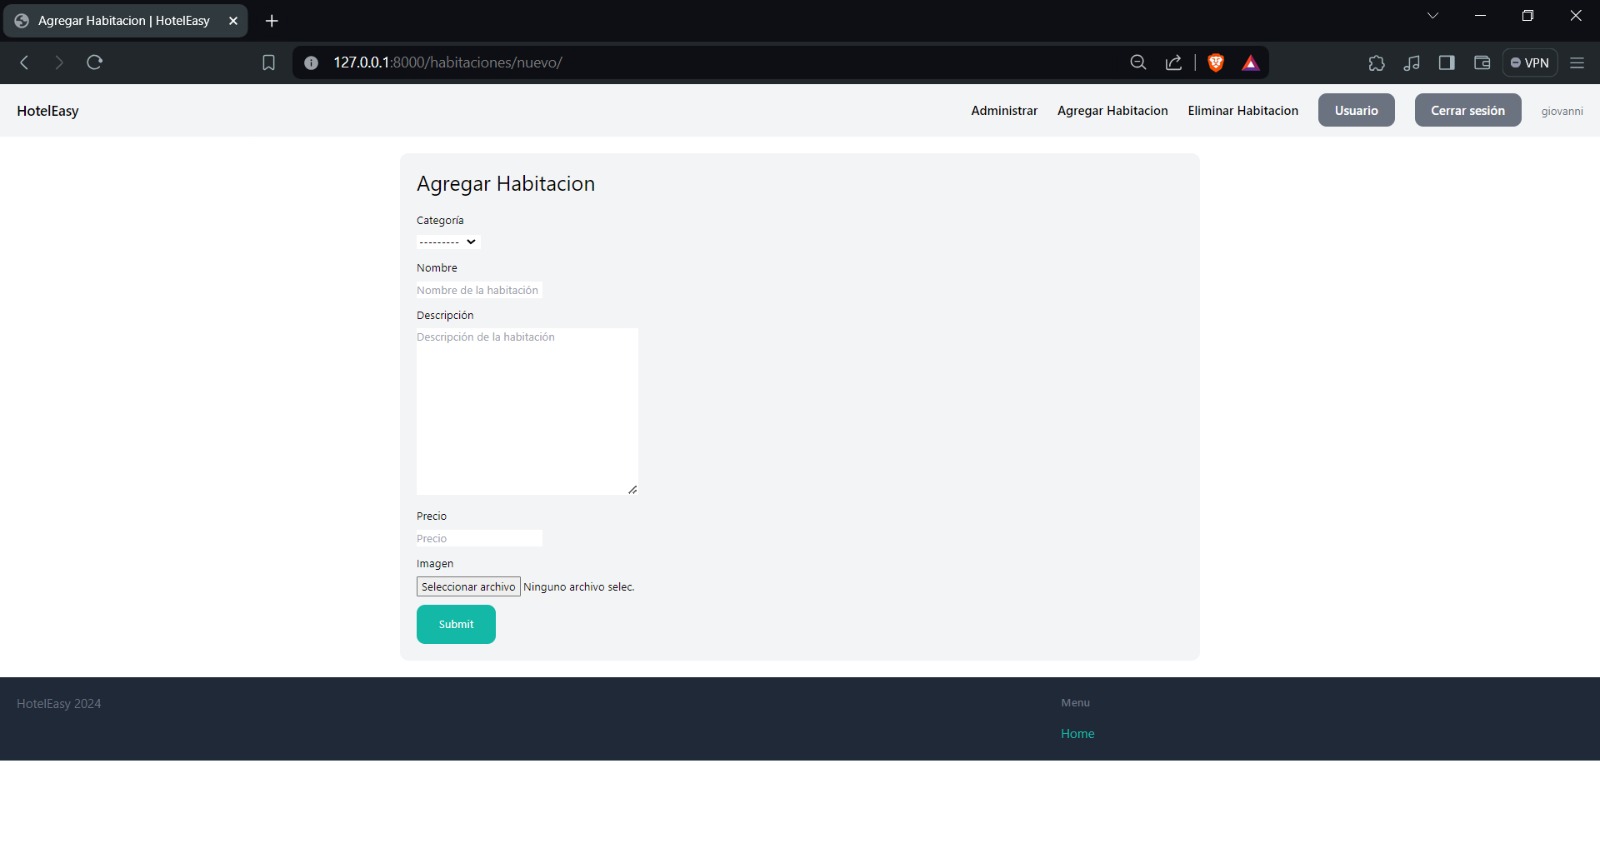 Agregar Habitacion | HotelEasy
127.0.0.1:8000/habitaciones/nuevo/
VPN
HotelEasy
Administrar
Agregar Habitacion
Eliminar Habitacion
Usuario
Cerrar sesión
giovanni
Agregar Habitacion
Categoría
---------
Nombre
Nombre de la habitación
Descripción
Descripción de la habitación
Precio
Precio
Imagen
Seleccionar archivo Ninguno archivo selec.
Submit
HotelEasy 2024
Menu
Home